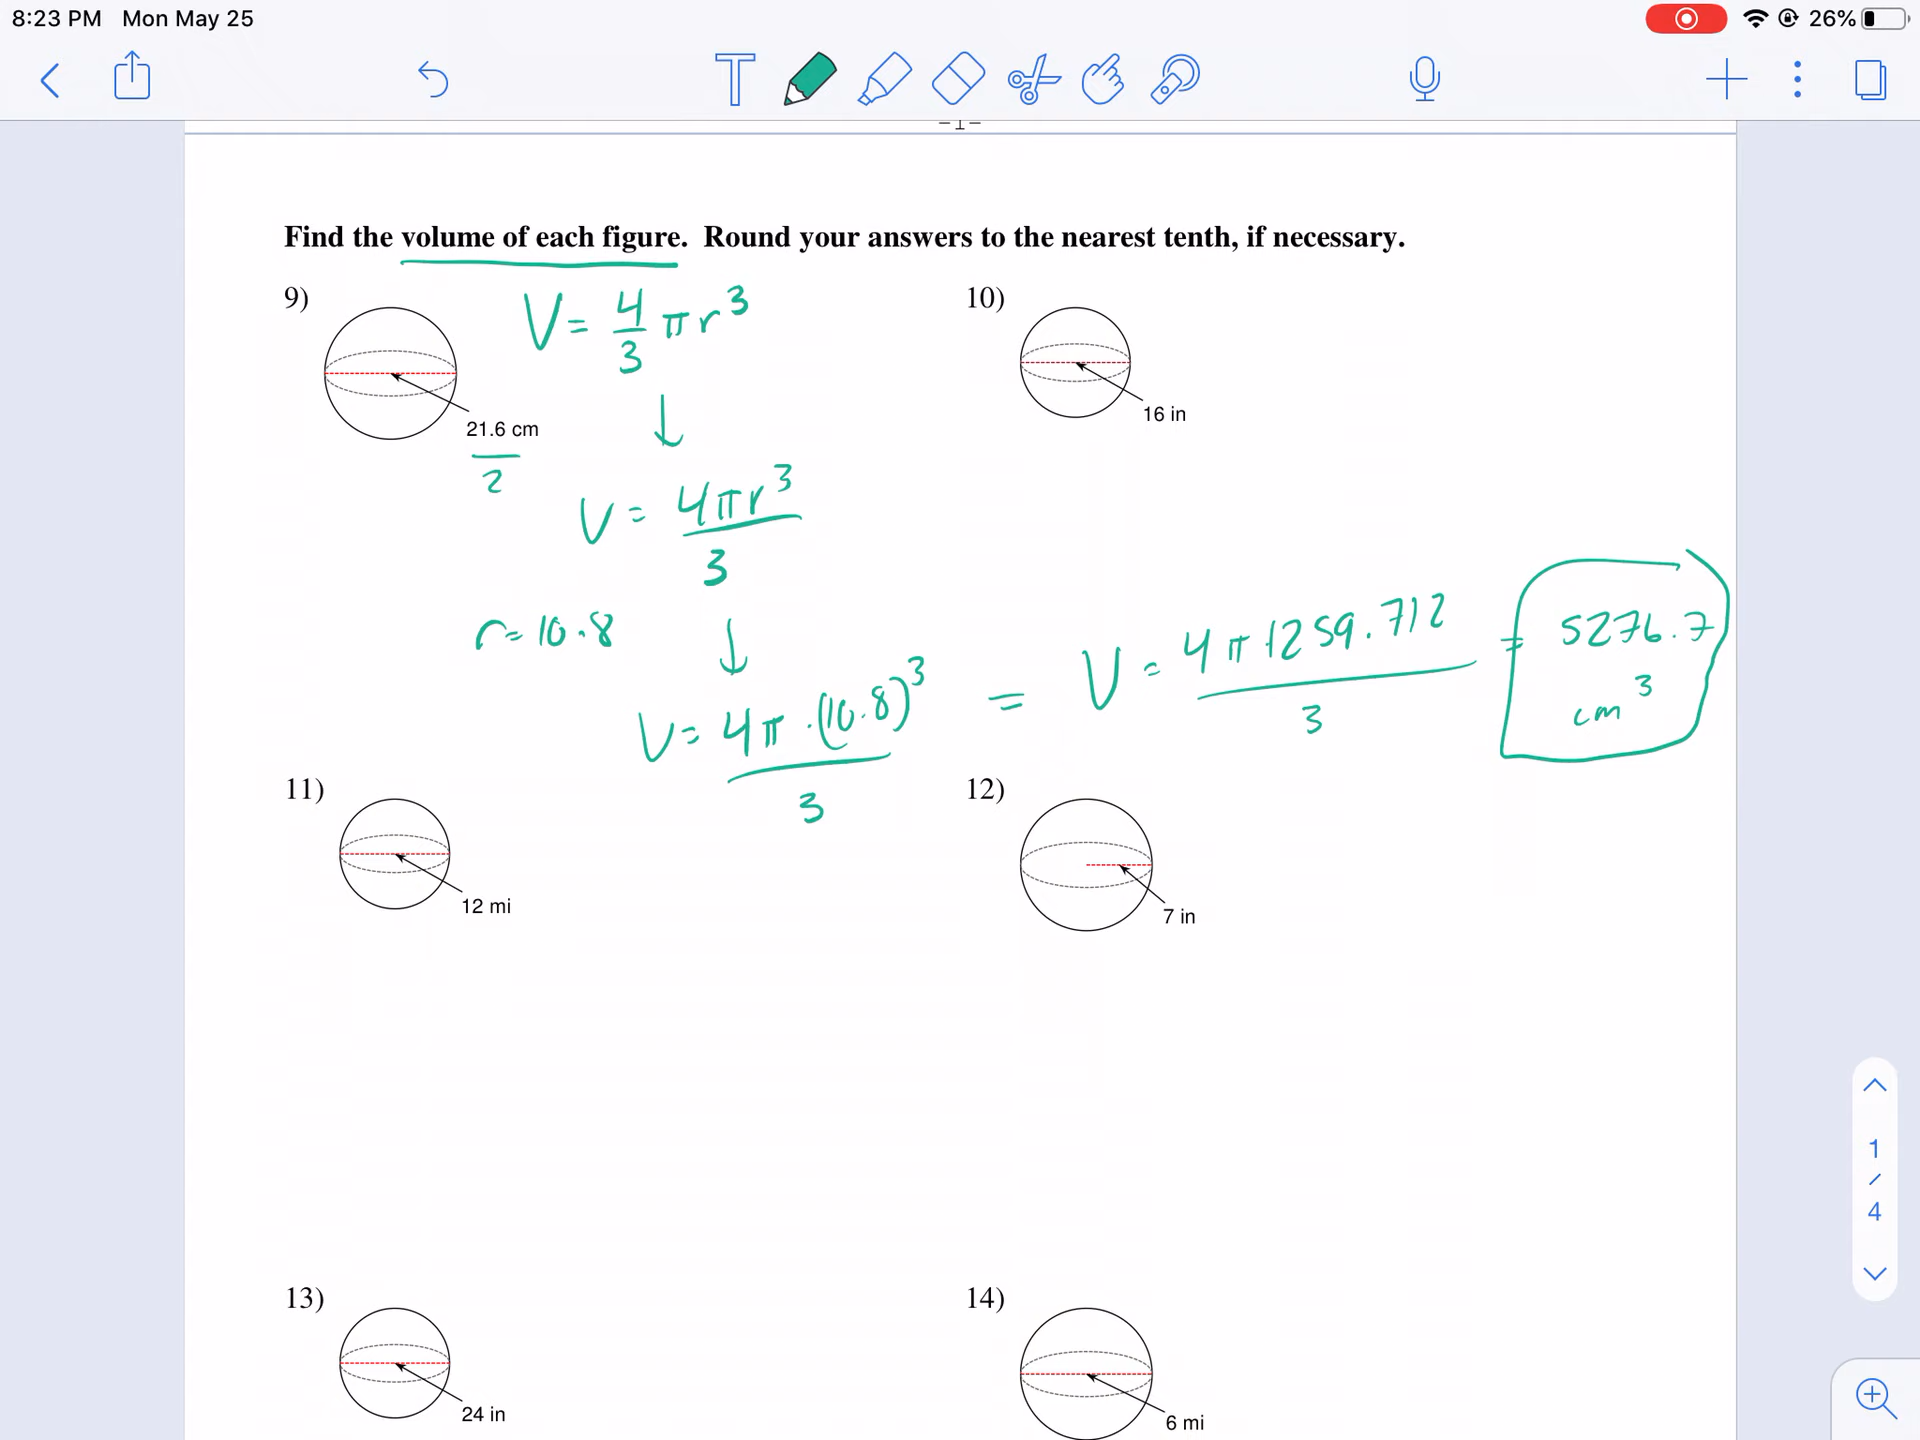 8:23 PM Mon May 25
26%
-1-
Find the volume of each figure. Round your answers to the nearest tenth, if necessary.
9)
V = 4/3 πr³
21.6 cm
2
↓
V = 4πr³/3
r = 10.8
↓
V = 4π·(10.8)³/3 = V = 4π1259.712/3 = 5276.7 cm³
10)
16 in
11)
12 mi
12)
7 in
13)
24 in
14)
6 mi
1
/
4